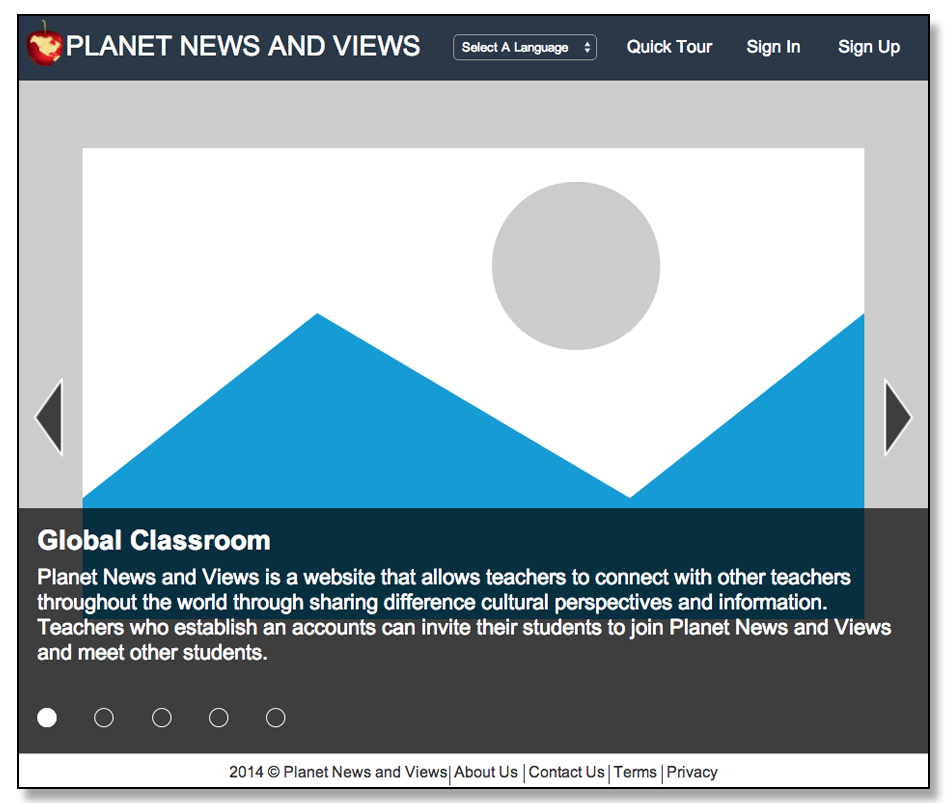 PLANET NEWS AND VIEWS
Select A Language
Quick Tour
Sign In
Sign Up
Global Classroom
Planet News and Views is a website that allows teachers to connect with other teachers
throughout the world through sharing difference cultural perspectives and information.
Teachers who establish an accounts can invite their students to join Planet News and Views
and meet other students.
2014 © Planet News and Views| About Us | Contact Us | Terms | Privacy